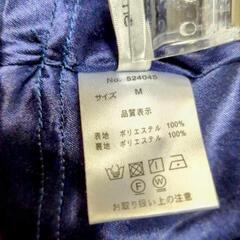 No. 524045
サイズ M
品質表示
表地 ポリエステル 100%
裏地 ポリエステル 100%
お取り扱い上の注意